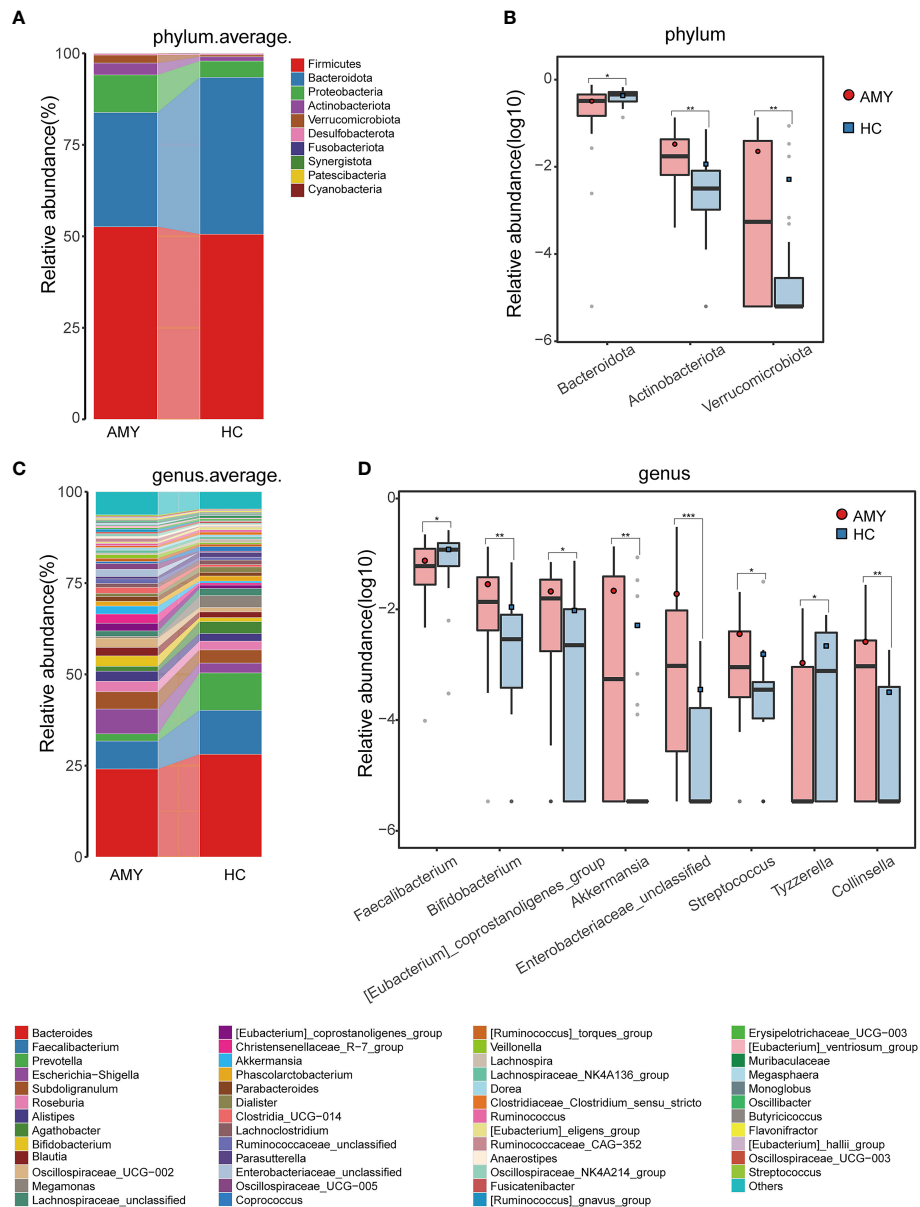 A
phylum.average.
Relative abundance(%)
100
75
50
25
0
AMY
HC
Firmicutes
Bacteroidota
Proteobacteria
Actinobacteriota
Verrucomicrobiota
Desulfobacterota
Fusobacteriota
Synergistota
Patescibacteria
Cyanobacteria
B
phylum
Relative abundance(log10)
0
−2
−4
−6
*
**
**
Bacteroidota
Actinobacteriota
Verrucomicrobiota
AMY
HC
C
genus.average.
Relative abundance(%)
100
75
50
25
0
AMY
HC
D
genus
Relative abundance(log10)
0
−2
−4
−6
*
**
*
**
***
*
*
**
AMY
HC
Faecalibacterium
Bifidobacterium
[Eubacterium]_coprostanoligenes_group
Akkermansia
Enterobacteriaceae_unclassified
Streptococcus
Tyzzerella
Collinsella
Bacteroides
Faecalibacterium
Prevotella
Escherichia−Shigella
Subdoligranulum
Roseburia
Alistipes
Agathobacter
Bifidobacterium
Blautia
Oscillospiraceae_UCG−002
Megamonas
Lachnospiraceae_unclassified
[Eubacterium]_coprostanoligenes_group
Christensenellaceae_R−7_group
Akkermansia
Phascolarctobacterium
Parabacteroides
Dialister
Clostridia_UCG−014
Lachnoclostridium
Ruminococcaceae_unclassified
Parasutterella
Enterobacteriaceae_unclassified
Oscillospiraceae_UCG−005
Coprococcus
[Ruminococcus]_torques_group
Veillonella
Lachnospira
Lachnospiraceae_NK4A136_group
Dorea
Clostridiaceae_Clostridium_sensu_stricto
Ruminococcus
[Eubacterium]_eligens_group
Ruminococcaceae_CAG−352
Anaerostipes
Oscillospiraceae_NK4A214_group
Fusicatenibacter
[Ruminococcus]_gnavus_group
Erysipelotrichaceae_UCG−003
[Eubacterium]_ventriosum_group
Muribaculaceae
Megasphaera
Monoglobus
Oscillibacter
Butyricicoccus
Flavonifractor
[Eubacterium]_hallii_group
Oscillospiraceae_UCG−003
Streptococcus
Others